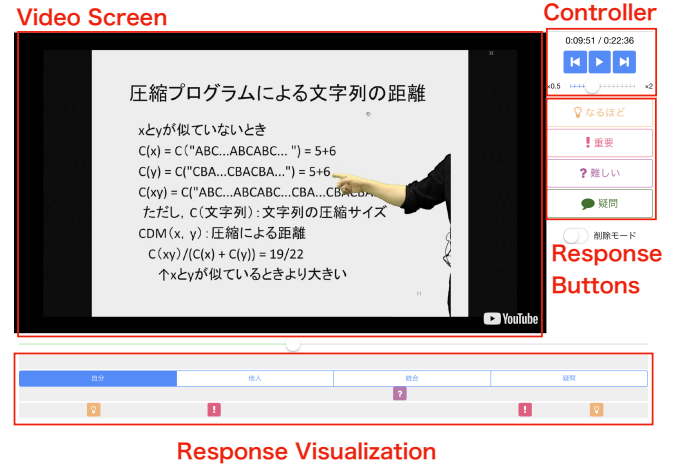 Video Screen
Controller
0:09:51 / 0:22:36
×0.5
×2
圧縮プログラムによる文字列の距離
xとyが似ていないとき
C(x) = C("ABC...ABCABC... ") = 5+6
C(y) = C("CBA...CBACBA...") = 5+6
C(xy) = C("ABC...ABCABC...CBA...CBACBA
ただし, C(文字列):文字列の圧縮サイズ
CDM(x, y):圧縮による距離
C(xy)/(C(x) + C(y)) = 19/22
↑xとyが似ているときより大きい
YouTube
なるほど
! 重要
? 難しい
疑問
削除モード
Response
Buttons
自分
他人
統合
疑問
?
!
!
Response Visualization